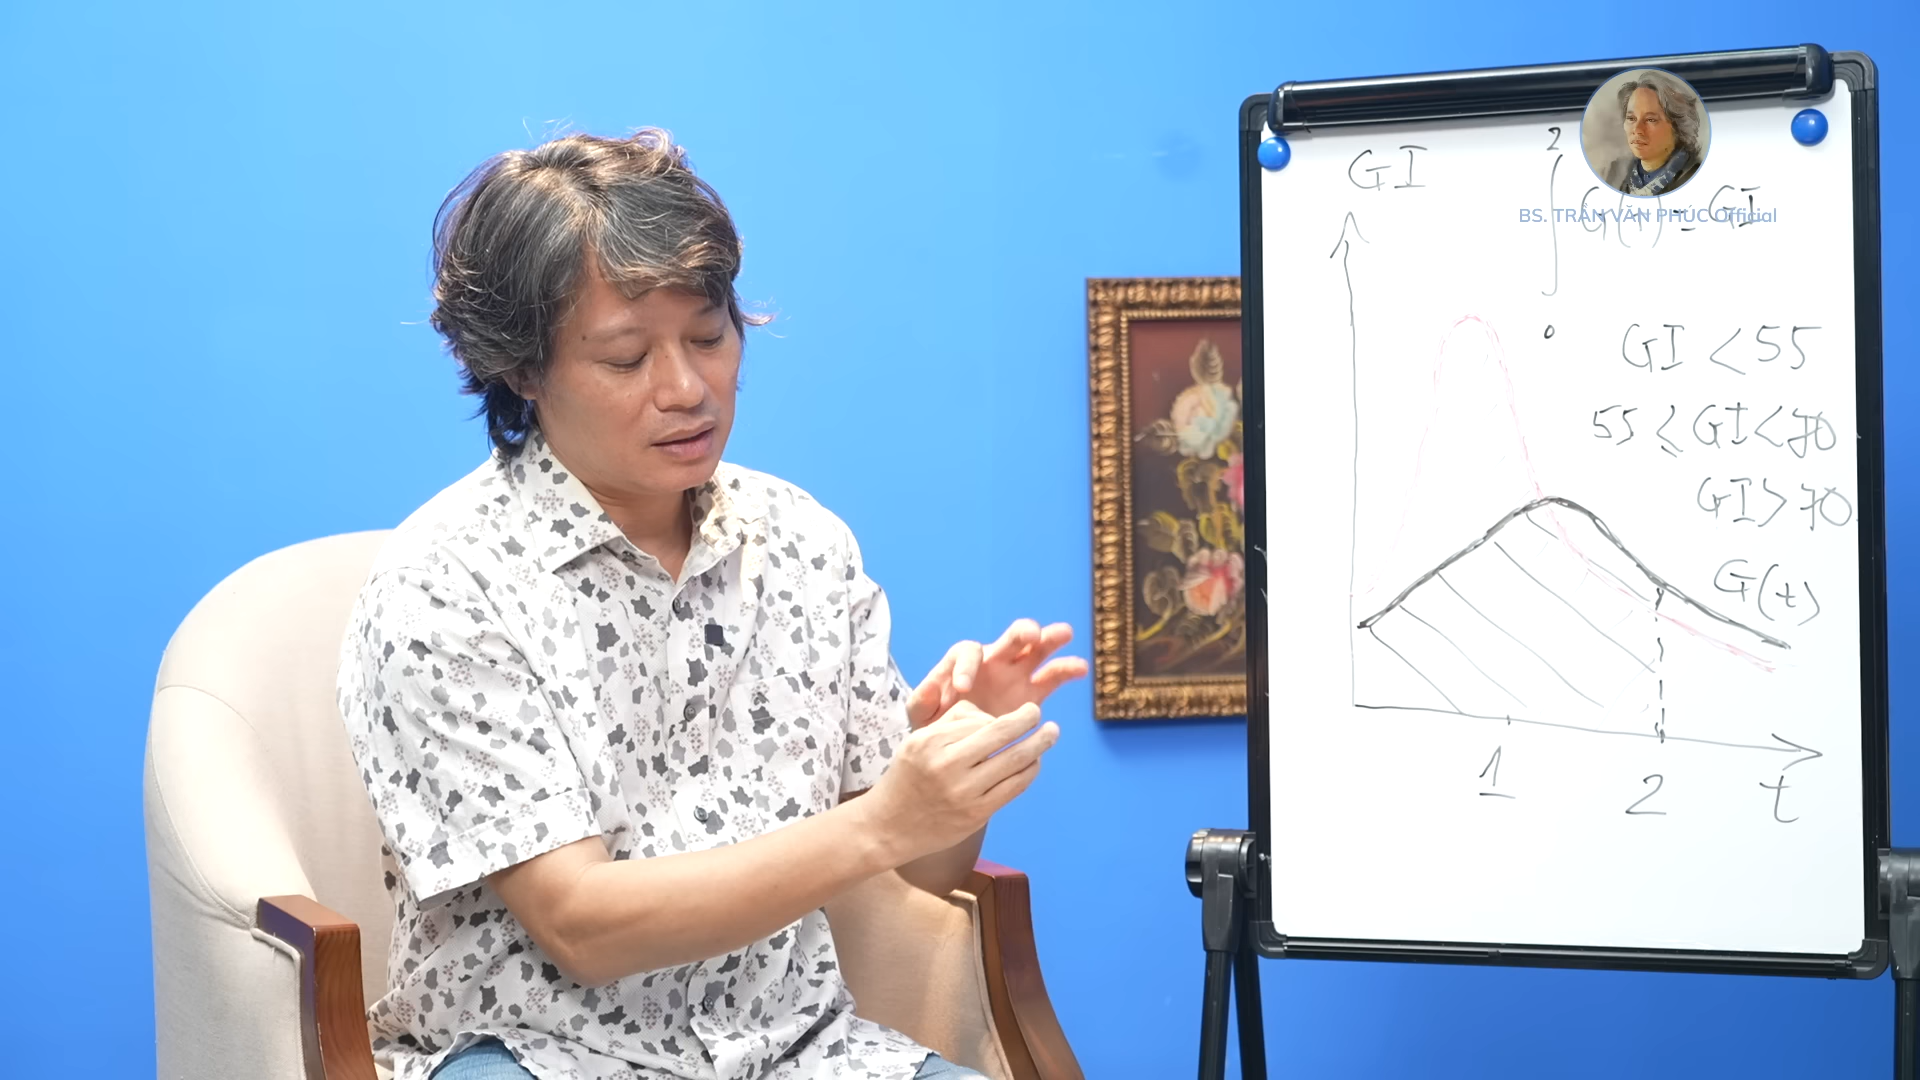 GI
2
∫ G(t) = GI
0
BS. TRẦN VĂN PHÚC Official
GI < 55
55 ≤ GI < 70
GI > 70
G(t)
1
2
t